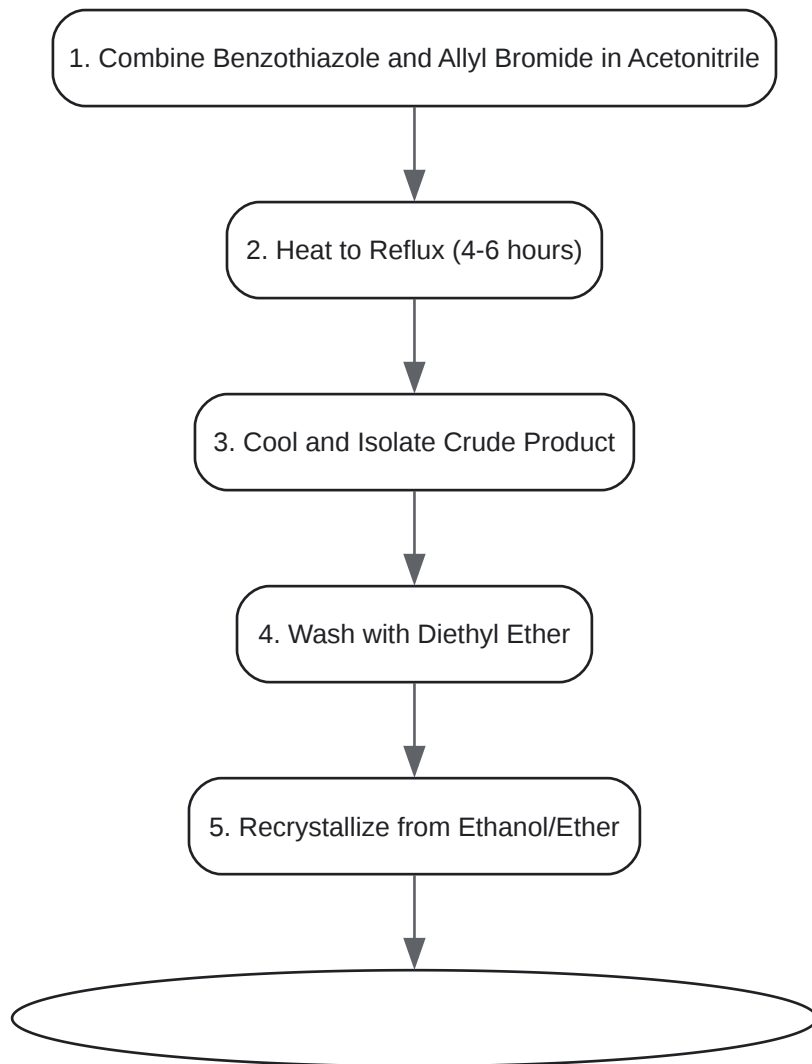 1. Combine Benzothiazole and Allyl Bromide in Acetonitrile
2. Heat to Reflux (4-6 hours)
3. Cool and Isolate Crude Product
4. Wash with Diethyl Ether
5. Recrystallize from Ethanol/Ether